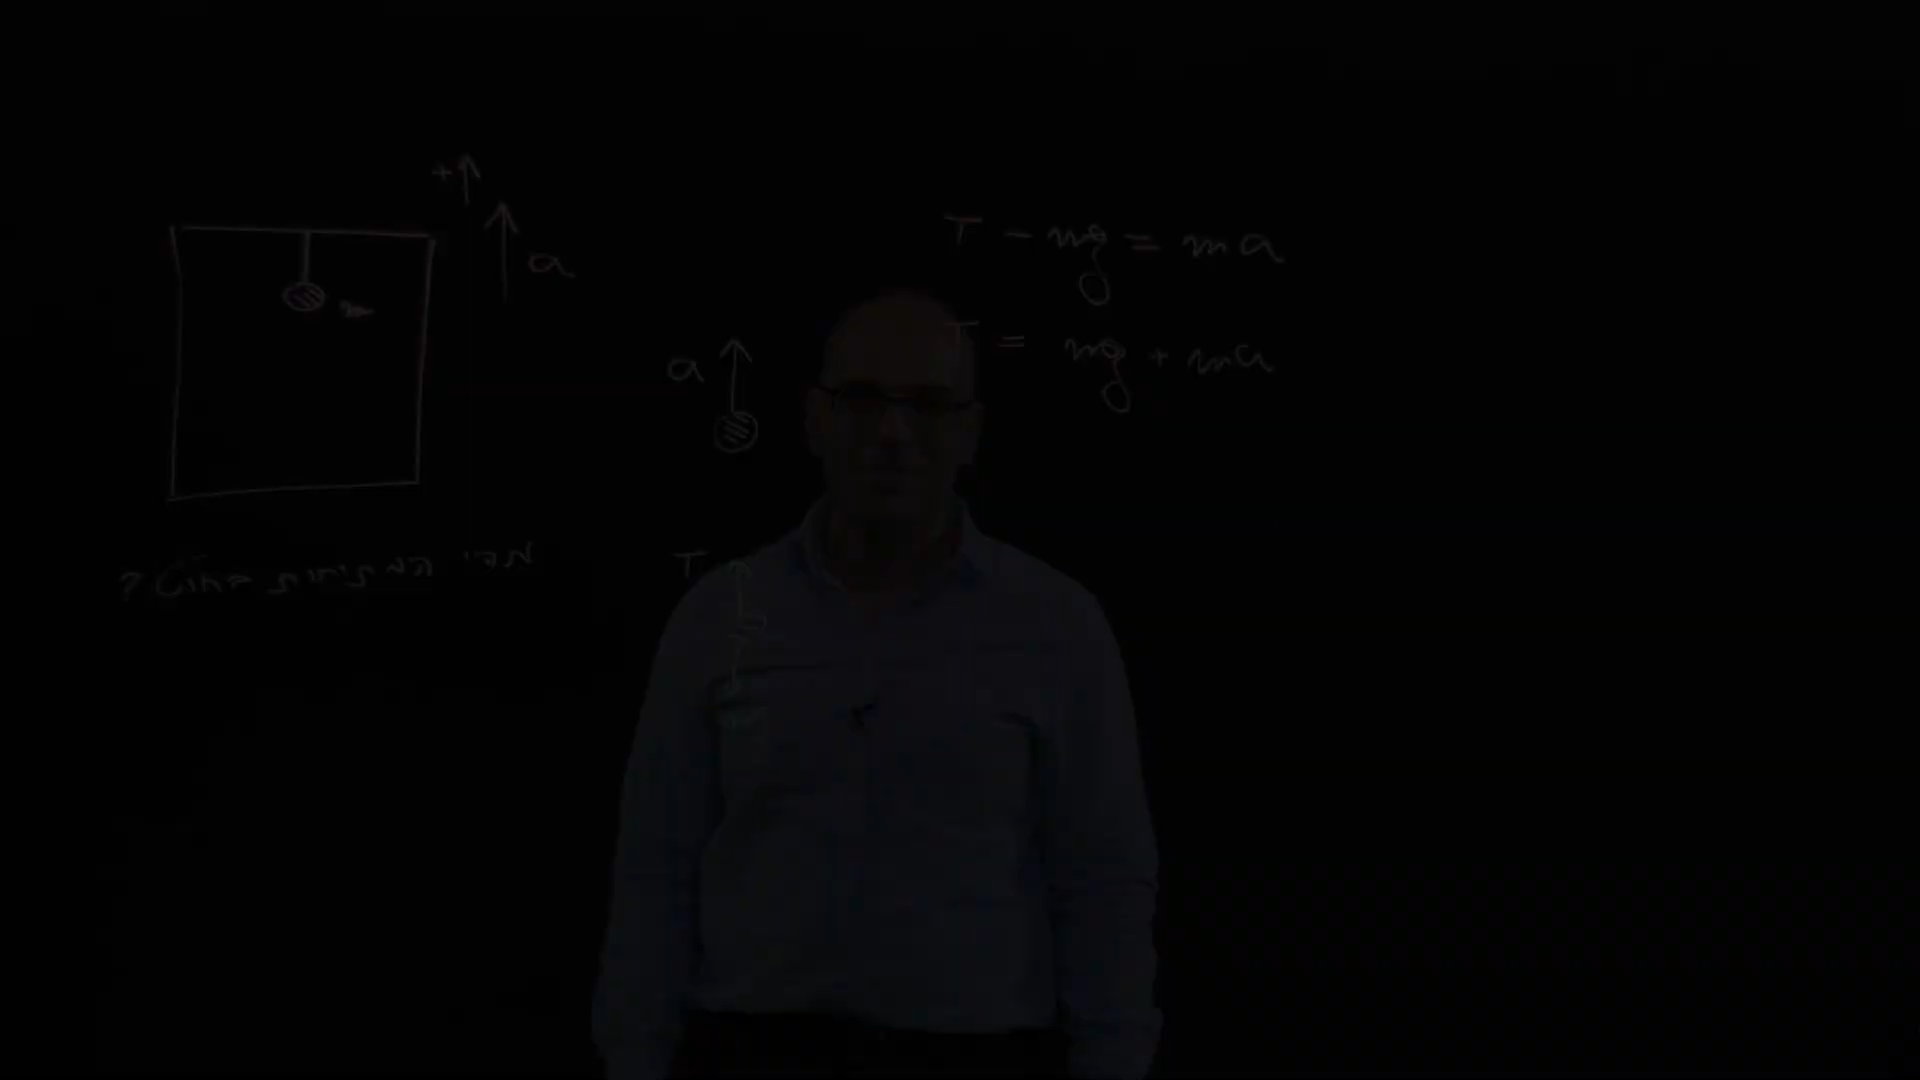 +
a
m
מהי המתיחות בחוט?
a
T
T - mg = ma
T = mg + ma